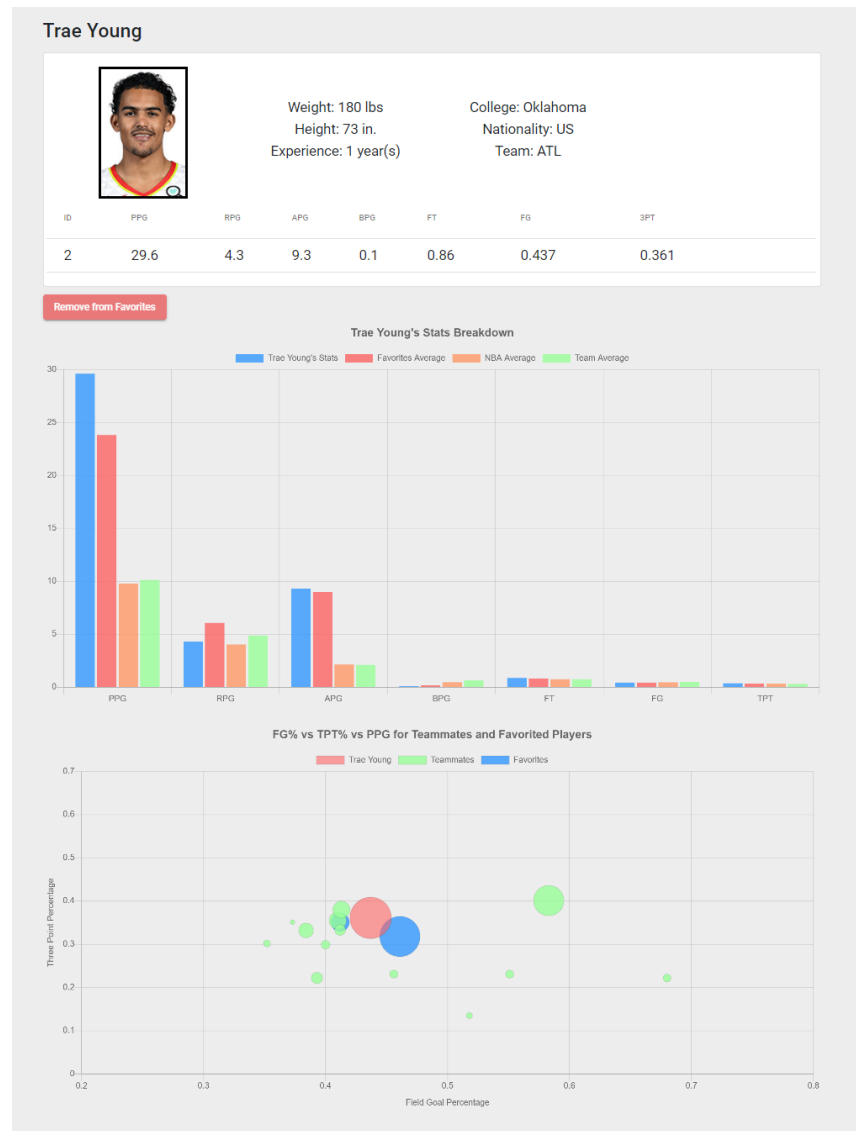 Trae Young
Weight: 180 lbs
Height: 73 in.
Experience: 1 year(s)
College: Oklahoma
Nationality: US
Team: ATL
ID PPG RPG APG BPG FT FG 3PT
2 29.6 4.3 9.3 0.1 0.86 0.437 0.361
Remove from Favorites
Trae Young's Stats Breakdown
Trae Young's Stats Favorites Average NBA Average Team Average
30
25
20
15
10
5
0
PPG RPG APG BPG FT FG TPT
FG% vs TPT% vs PPG for Teammates and Favorited Players
Trae Young Teammates Favorites
Three Point Percentage
0.7
0.6
0.5
0.4
0.3
0.2
0.1
0
0.2 0.3 0.4 0.5 0.6 0.7 0.8
Field Goal Percentage